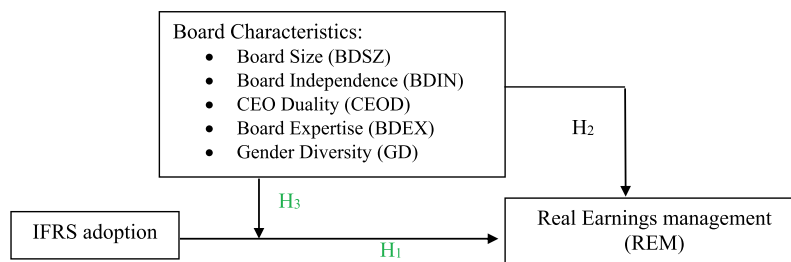 Board Characteristics:
• Board Size (BDSZ)
• Board Independence (BDIN)
• CEO Duality (CEOD)
• Board Expertise (BDEX)
• Gender Diversity (GD)
H2
H3
IFRS adoption
H1
Real Earnings management
(REM)